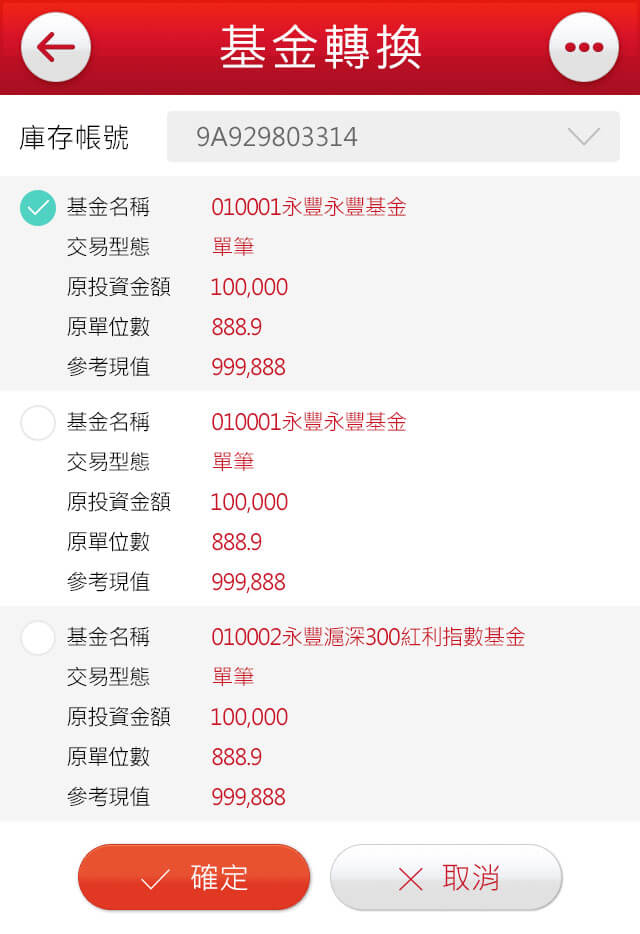 基金轉換
庫存帳號 9A929803314
基金名稱 010001永豐永豐基金
交易型態 單筆
原投資金額 100,000
原單位數 888.9
參考現值 999,888
基金名稱 010001永豐永豐基金
交易型態 單筆
原投資金額 100,000
原單位數 888.9
參考現值 999,888
基金名稱 010002永豐滬深300紅利指數基金
交易型態 單筆
原投資金額 100,000
原單位數 888.9
參考現值 999,888
確定 取消